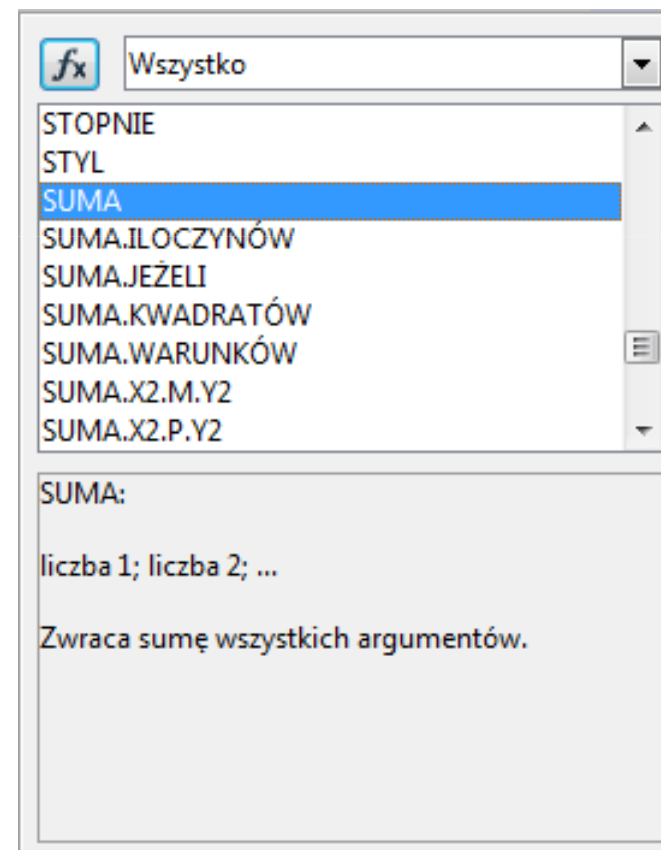 fx Wszystko
STOPNIE
STYL
SUMA
SUMA.ILOCZYNÓW
SUMA.JEŻELI
SUMA.KWADRATÓW
SUMA.WARUNKÓW
SUMA.X2.M.Y2
SUMA.X2.P.Y2
SUMA:
liczba 1; liczba 2; ...
Zwraca sumę wszystkich argumentów.